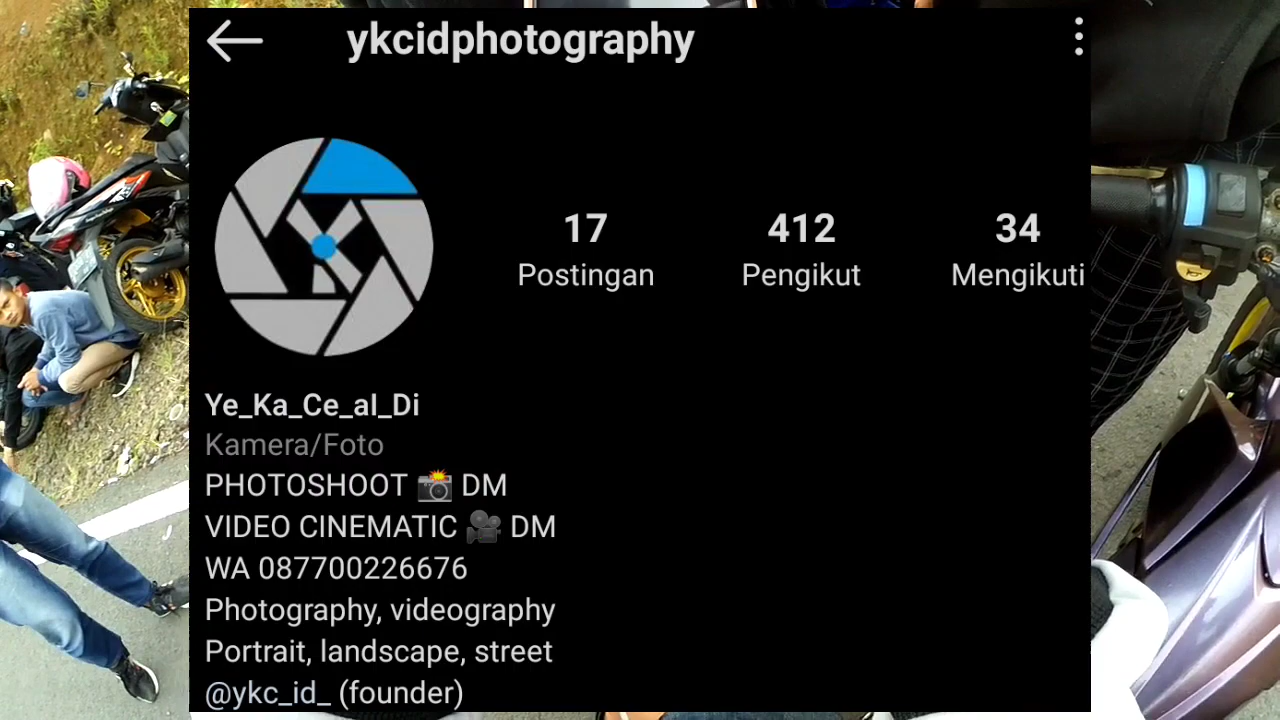 ykcidphotography
17 412 34
Postingan Pengikut Mengikuti
Ye_Ka_Ce_aI_Di
Kamera/Foto
PHOTOSHOOT 📸 DM
VIDEO CINEMATIC 🎥 DM
WA 087700226676
Photography, videography
Portrait, landscape, street
@ykc_id_ (founder)